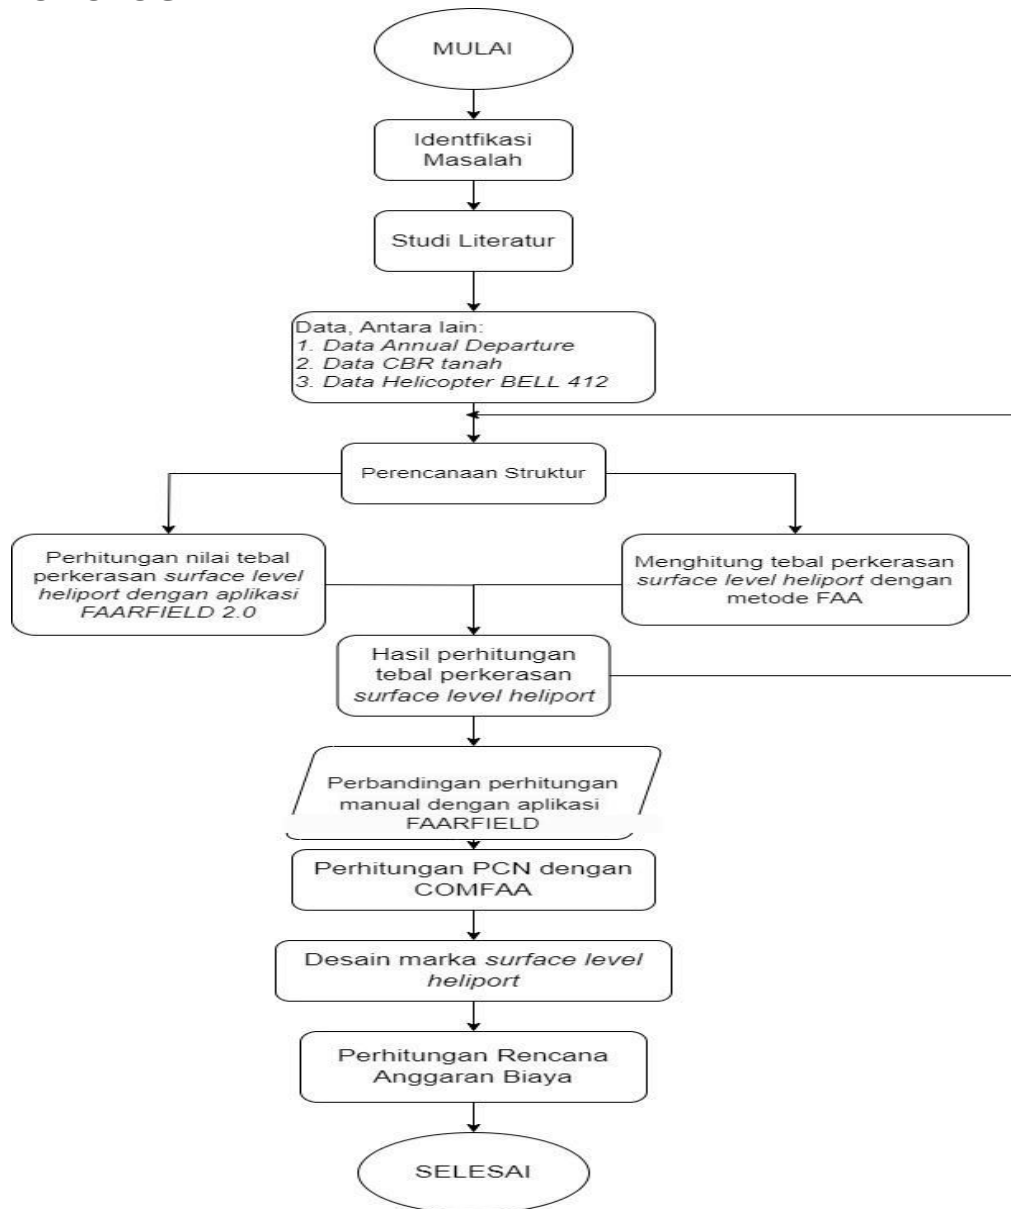 MULAI
Identfikasi
Masalah
Studi Literatur
Data, Antara lain:
1. Data Annual Departure
2. Data CBR tanah
3. Data Helicopter BELL 412
Perencanaan Struktur
Perhitungan nilai tebal
perkerasan surface level
heliport dengan aplikasi
FAARFIELD 2.0
Menghitung tebal perkerasan
surface level heliport dengan
metode FAA
Hasil perhitungan
tebal perkerasan
surface level heliport
Perbandingan perhitungan
manual dengan aplikasi
FAARFIELD
Perhitungan PCN dengan
COMFAA
Desain marka surface level
heliport
Perhitungan Rencana
Anggaran Biaya
SELESAI